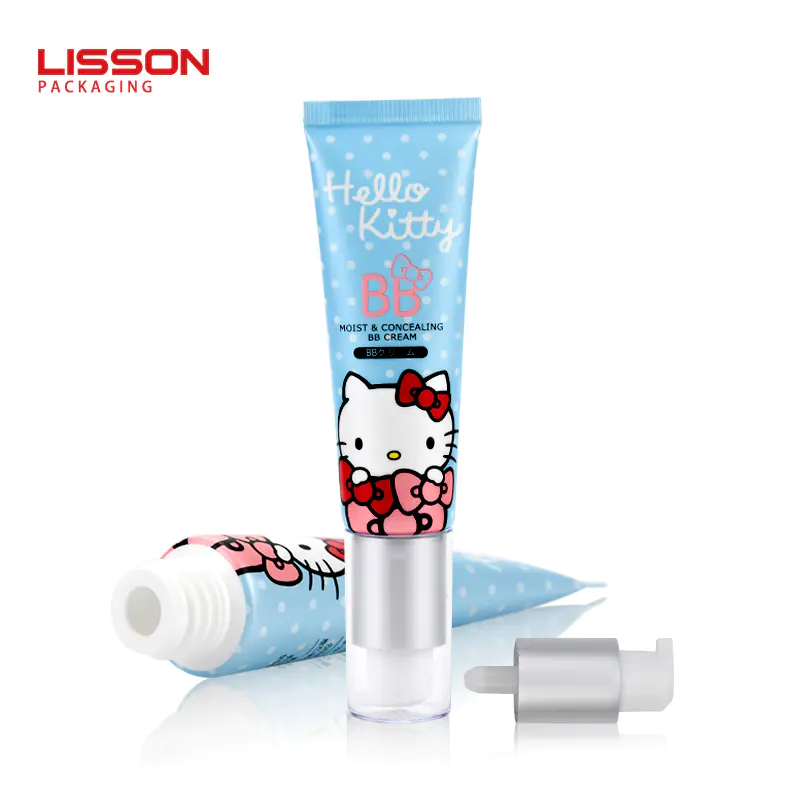 LISSON
PACKAGING
Hello
Kitty
BB
MOIST & CONCEALING
BB CREAM
BBクリーム